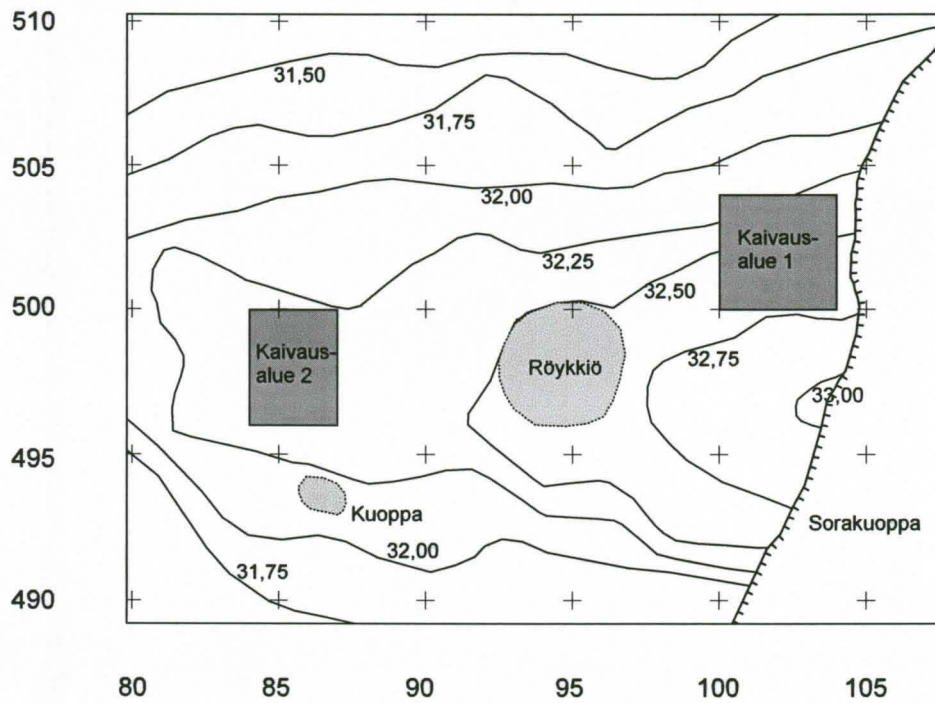 510
31,50
31,75
505
32,00
Kaivaus-
alue 1
32,25
32,50
500
Kaivaus-
alue 2
Röykkiö
32,75
33,00
495
Kuoppa
Sorakuoppa
32,00
31,75
490
80 85 90 95 100 105